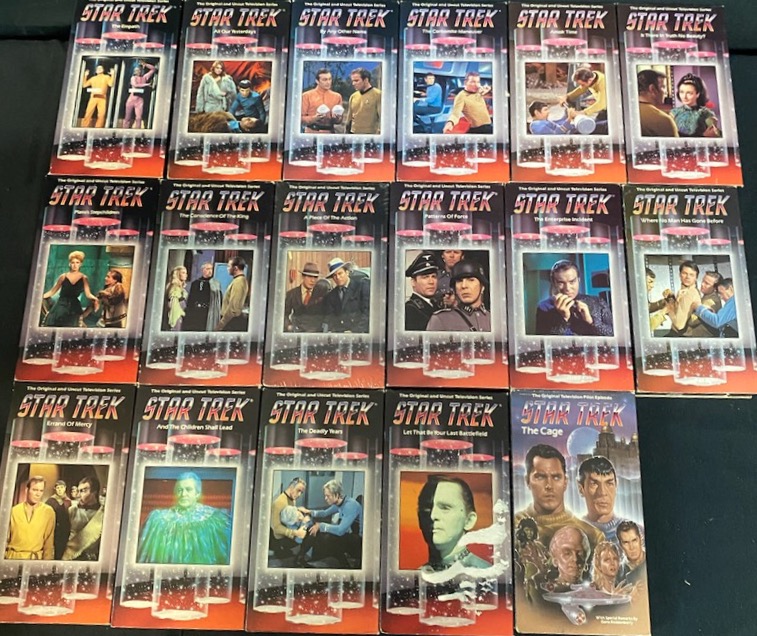 The Original and Uncut Television Series
STAR TREK
The Empath
The Original and Uncut Television Series
STAR TREK
All Our Yesterdays
The Original and Uncut Television Series
STAR TREK
By Any Other Name
The Original and Uncut Television Series
STAR TREK
The Corbomite Maneuver
The Original and Uncut Television Series
STAR TREK
Amok Time
The Original and Uncut Television Series
STAR TREK
Is There In Truth No Beauty?
The Original and Uncut Television Series
STAR TREK
Plato's Stepchildren
The Original and Uncut Television Series
STAR TREK
The Conscience Of The King
The Original and Uncut Television Series
STAR TREK
A Piece Of The Action
The Original and Uncut Television Series
STAR TREK
Patterns Of Force
The Original and Uncut Television Series
STAR TREK
The Enterprise Incident
The Original and Uncut Television Series
STAR TREK
Where No Man Has Gone Before
The Original and Uncut Television Series
STAR TREK
Errand Of Mercy
The Original and Uncut Television Series
STAR TREK
And The Children Shall Lead
The Original and Uncut Television Series
STAR TREK
The Deadly Years
The Original and Uncut Television Series
STAR TREK
Let That Be Your Last Battlefield
The Original Television Pilot Episode
STAR TREK
The Cage
With Special Remarks by
Gene Roddenberry